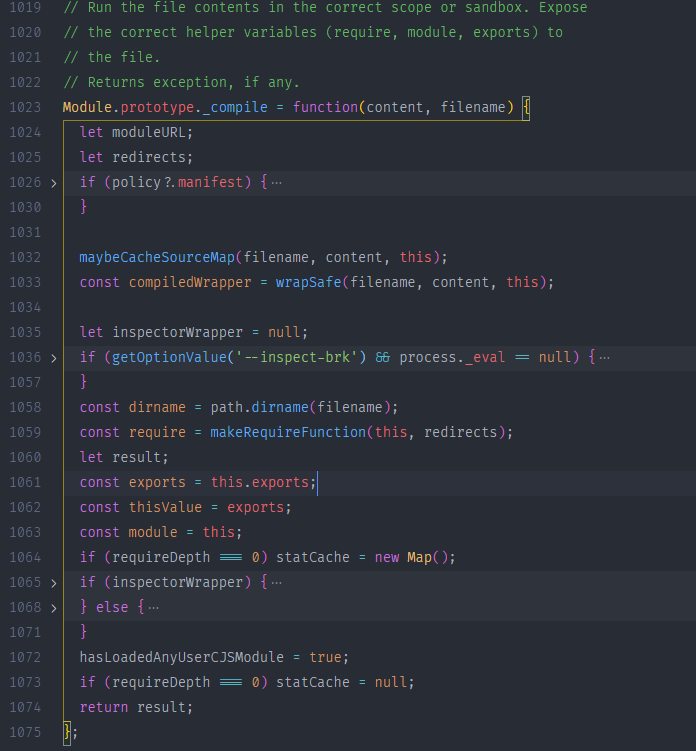 1019 // Run the file contents in the correct scope or sandbox. Expose
1020 // the correct helper variables (require, module, exports) to
1021 // the file.
1022 // Returns exception, if any.
1023 Module.prototype._compile = function(content, filename) {
1024   let moduleURL;
1025   let redirects;
1026   if (policy?.manifest) {…
1030   }
1031
1032   maybeCacheSourceMap(filename, content, this);
1033   const compiledWrapper = wrapSafe(filename, content, this);
1034
1035   let inspectorWrapper = null;
1036   if (getOptionValue('--inspect-brk') && process._eval == null) {…
1057   }
1058   const dirname = path.dirname(filename);
1059   const require = makeRequireFunction(this, redirects);
1060   let result;
1061   const exports = this.exports;
1062   const thisValue = exports;
1063   const module = this;
1064   if (requireDepth === 0) statCache = new Map();
1065   if (inspectorWrapper) {…
1068   } else {…
1071   }
1072   hasLoadedAnyUserCJSModule = true;
1073   if (requireDepth === 0) statCache = null;
1074   return result;
1075 };